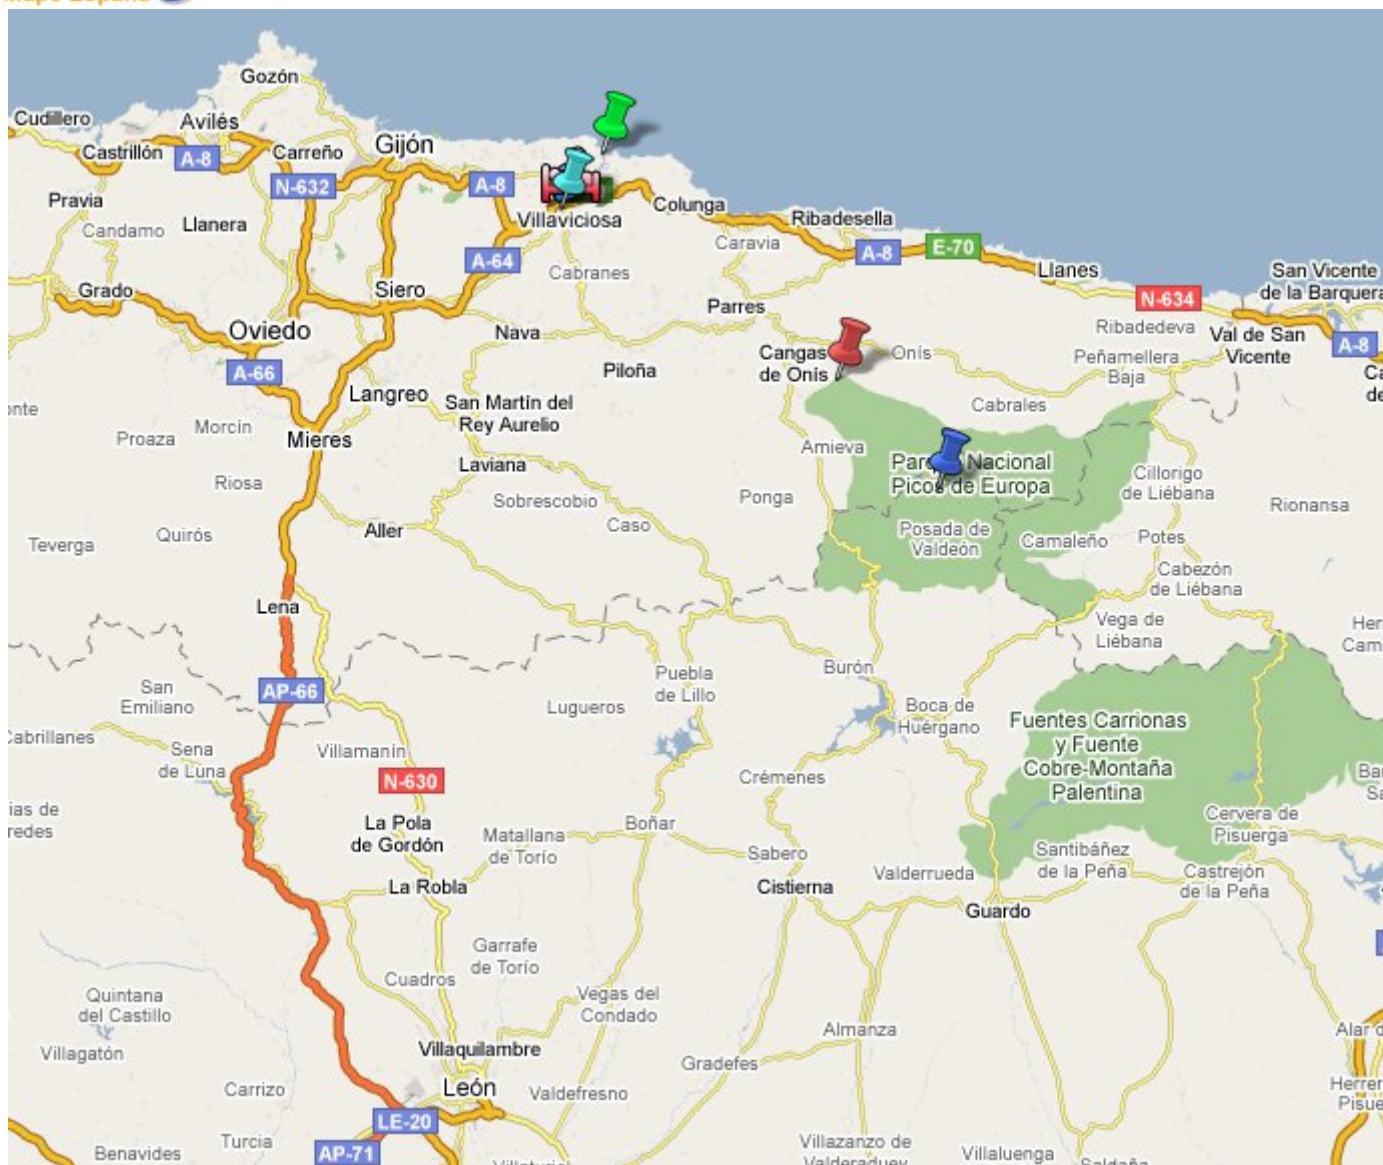 Mapo España
Gozón
Cudillero
Avilés
Gijón
Castrillón
A-8
Carreño
N-632
A-8
Pravia
Candamo
Llanera
Villaviciosa
Colunga
Ribadesella
Caravia
A-8
E-70
A-64
Cabranes
Llanes
San Vicente
de la Barquera
Grado
Siero
N-634
Parres
Oviedo
Nava
Ribadedeva
Val de San
Vicente
A-8
Cangas
de Onís
Onís
Peñamellera
Baja
A-66
Piloña
Langreo
San Martín del
Rey Aurelio
Cabrales
Morcín
Proaza
Mieres
Amieva
Laviana
Nacional
Picos de Europa
Cillorigo
de Liébana
Riosa
Sobrescobio
Ponga
Rionansa
Caso
Aller
Quirós
Teverga
Posada de
Valdeón
Camaleño
Potes
Cabezón
de Liébana
Lena
Vega de
Liébana
Puebla
de Lillo
Burón
AP-66
San
Emiliano
Lugueros
Boca de
Huérgano
Fuentes Carrionas
y Fuente
Cobre-Montaña
Palentina
Cabrillanes
Sena
de Luna
Villamanín
N-630
Crémenes
Cervera de
Pisuerga
La Pola
de Gordón
Matallana
de Torío
Boñar
Sabero
Santibáñez
de la Peña
Valderrueda
Castrejón
de la Peña
La Robla
Cistierna
Guardo
Garrafe
de Torío
Cuadros
Vegas del
Condado
Quintana
del Castillo
Almanza
Villagatón
Villaquilambre
Gradefes
León
Carrizo
Valdefresno
LE-20
Turcia
Benavides
AP-71
Villazanzo de
Valderaduey
Villaluenga
Saldaña